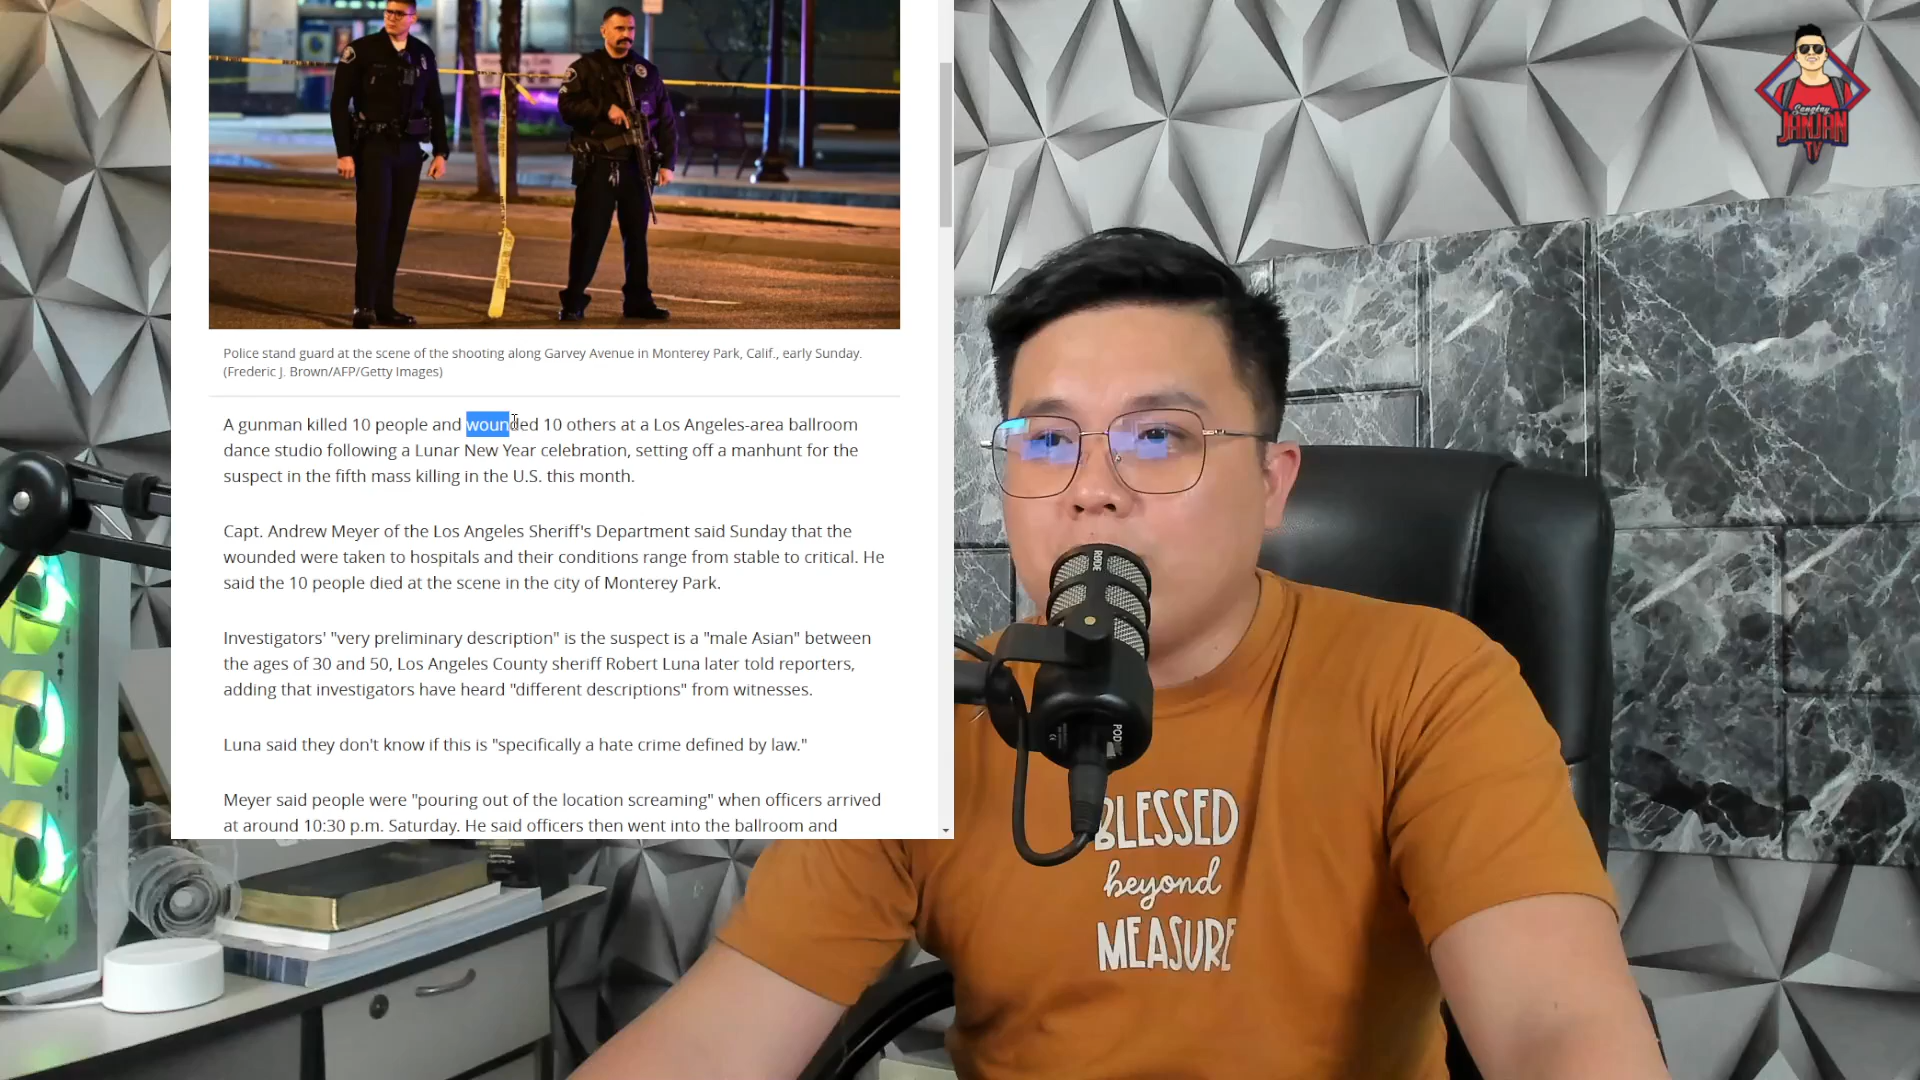 Sangkay
JANJAN
TV
Police stand guard at the scene of the shooting along Garvey Avenue in Monterey Park, Calif., early Sunday.
(Frederic J. Brown/AFP/Getty Images)
A gunman killed 10 people and wounded 10 others at a Los Angeles-area ballroom
dance studio following a Lunar New Year celebration, setting off a manhunt for the
suspect in the fifth mass killing in the U.S. this month.
Capt. Andrew Meyer of the Los Angeles Sheriff's Department said Sunday that the
wounded were taken to hospitals and their conditions range from stable to critical. He
said the 10 people died at the scene in the city of Monterey Park.
Investigators' "very preliminary description" is the suspect is a "male Asian" between
the ages of 30 and 50, Los Angeles County sheriff Robert Luna later told reporters,
adding that investigators have heard "different descriptions" from witnesses.
Luna said they don't know if this is "specifically a hate crime defined by law."
Meyer said people were "pouring out of the location screaming" when officers arrived
at around 10:30 p.m. Saturday. He said officers then went into the ballroom and
RØDE
BLESSED
beyond
MEASURE